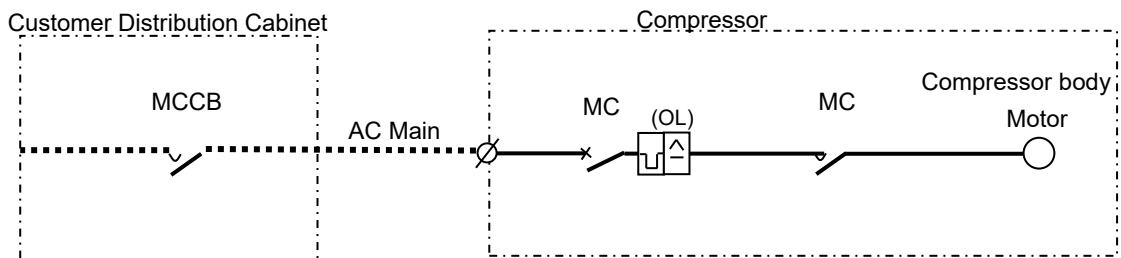 Customer Distribution Cabinet
Compressor
MCCB
AC Main
MC
(OL)
MC
Compressor body
Motor